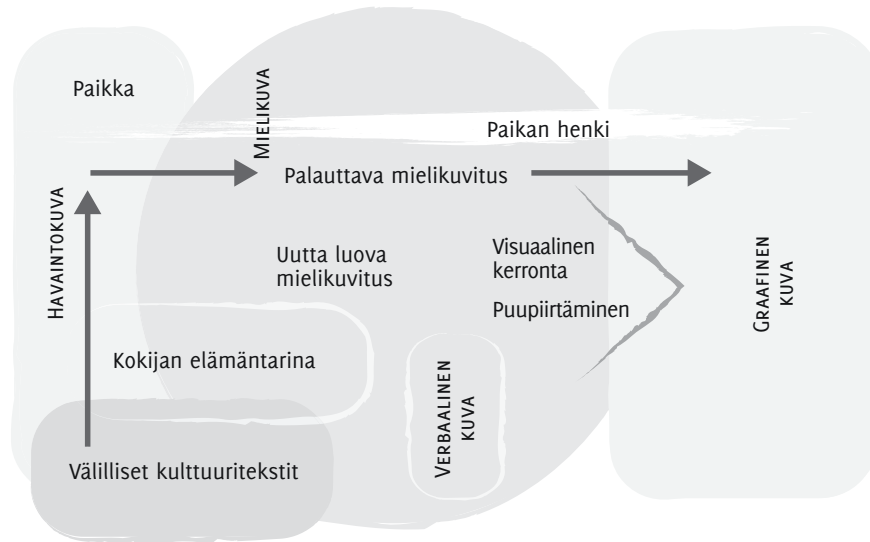 Paikka
MIELIKUVA
Paikan henki
Palauttava mielikuvitus
HAVAINTOKUVA
Uutta luova
mielikuvitus
Visuaalinen
kerronta
Puupiirtäminen
GRAAFINEN
KUVA
Kokijan elämäntarina
VERBAALINEN
KUVA
Välilliset kulttuuritekstit